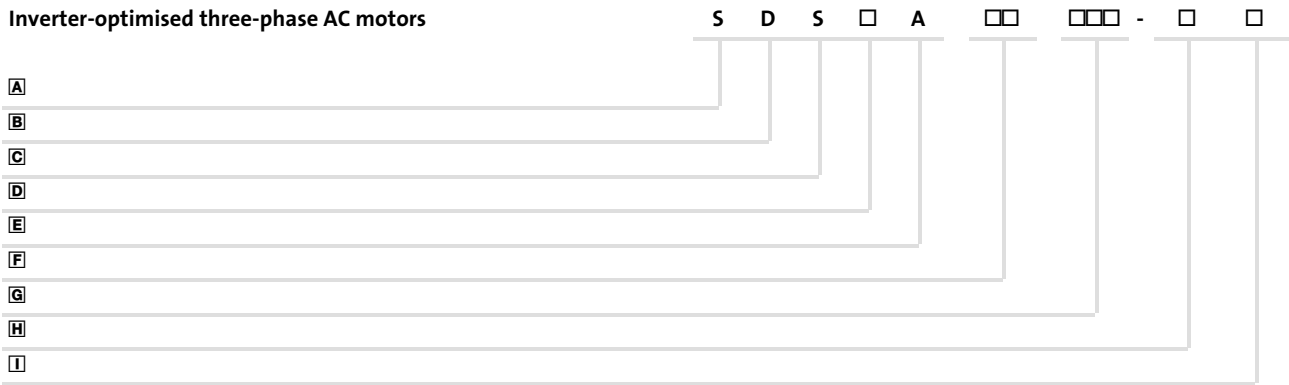 Inverter-optimised three-phase AC motors S D S □ A □□ □□□ - □ □
A
B
C
D
E
F
G
H
I